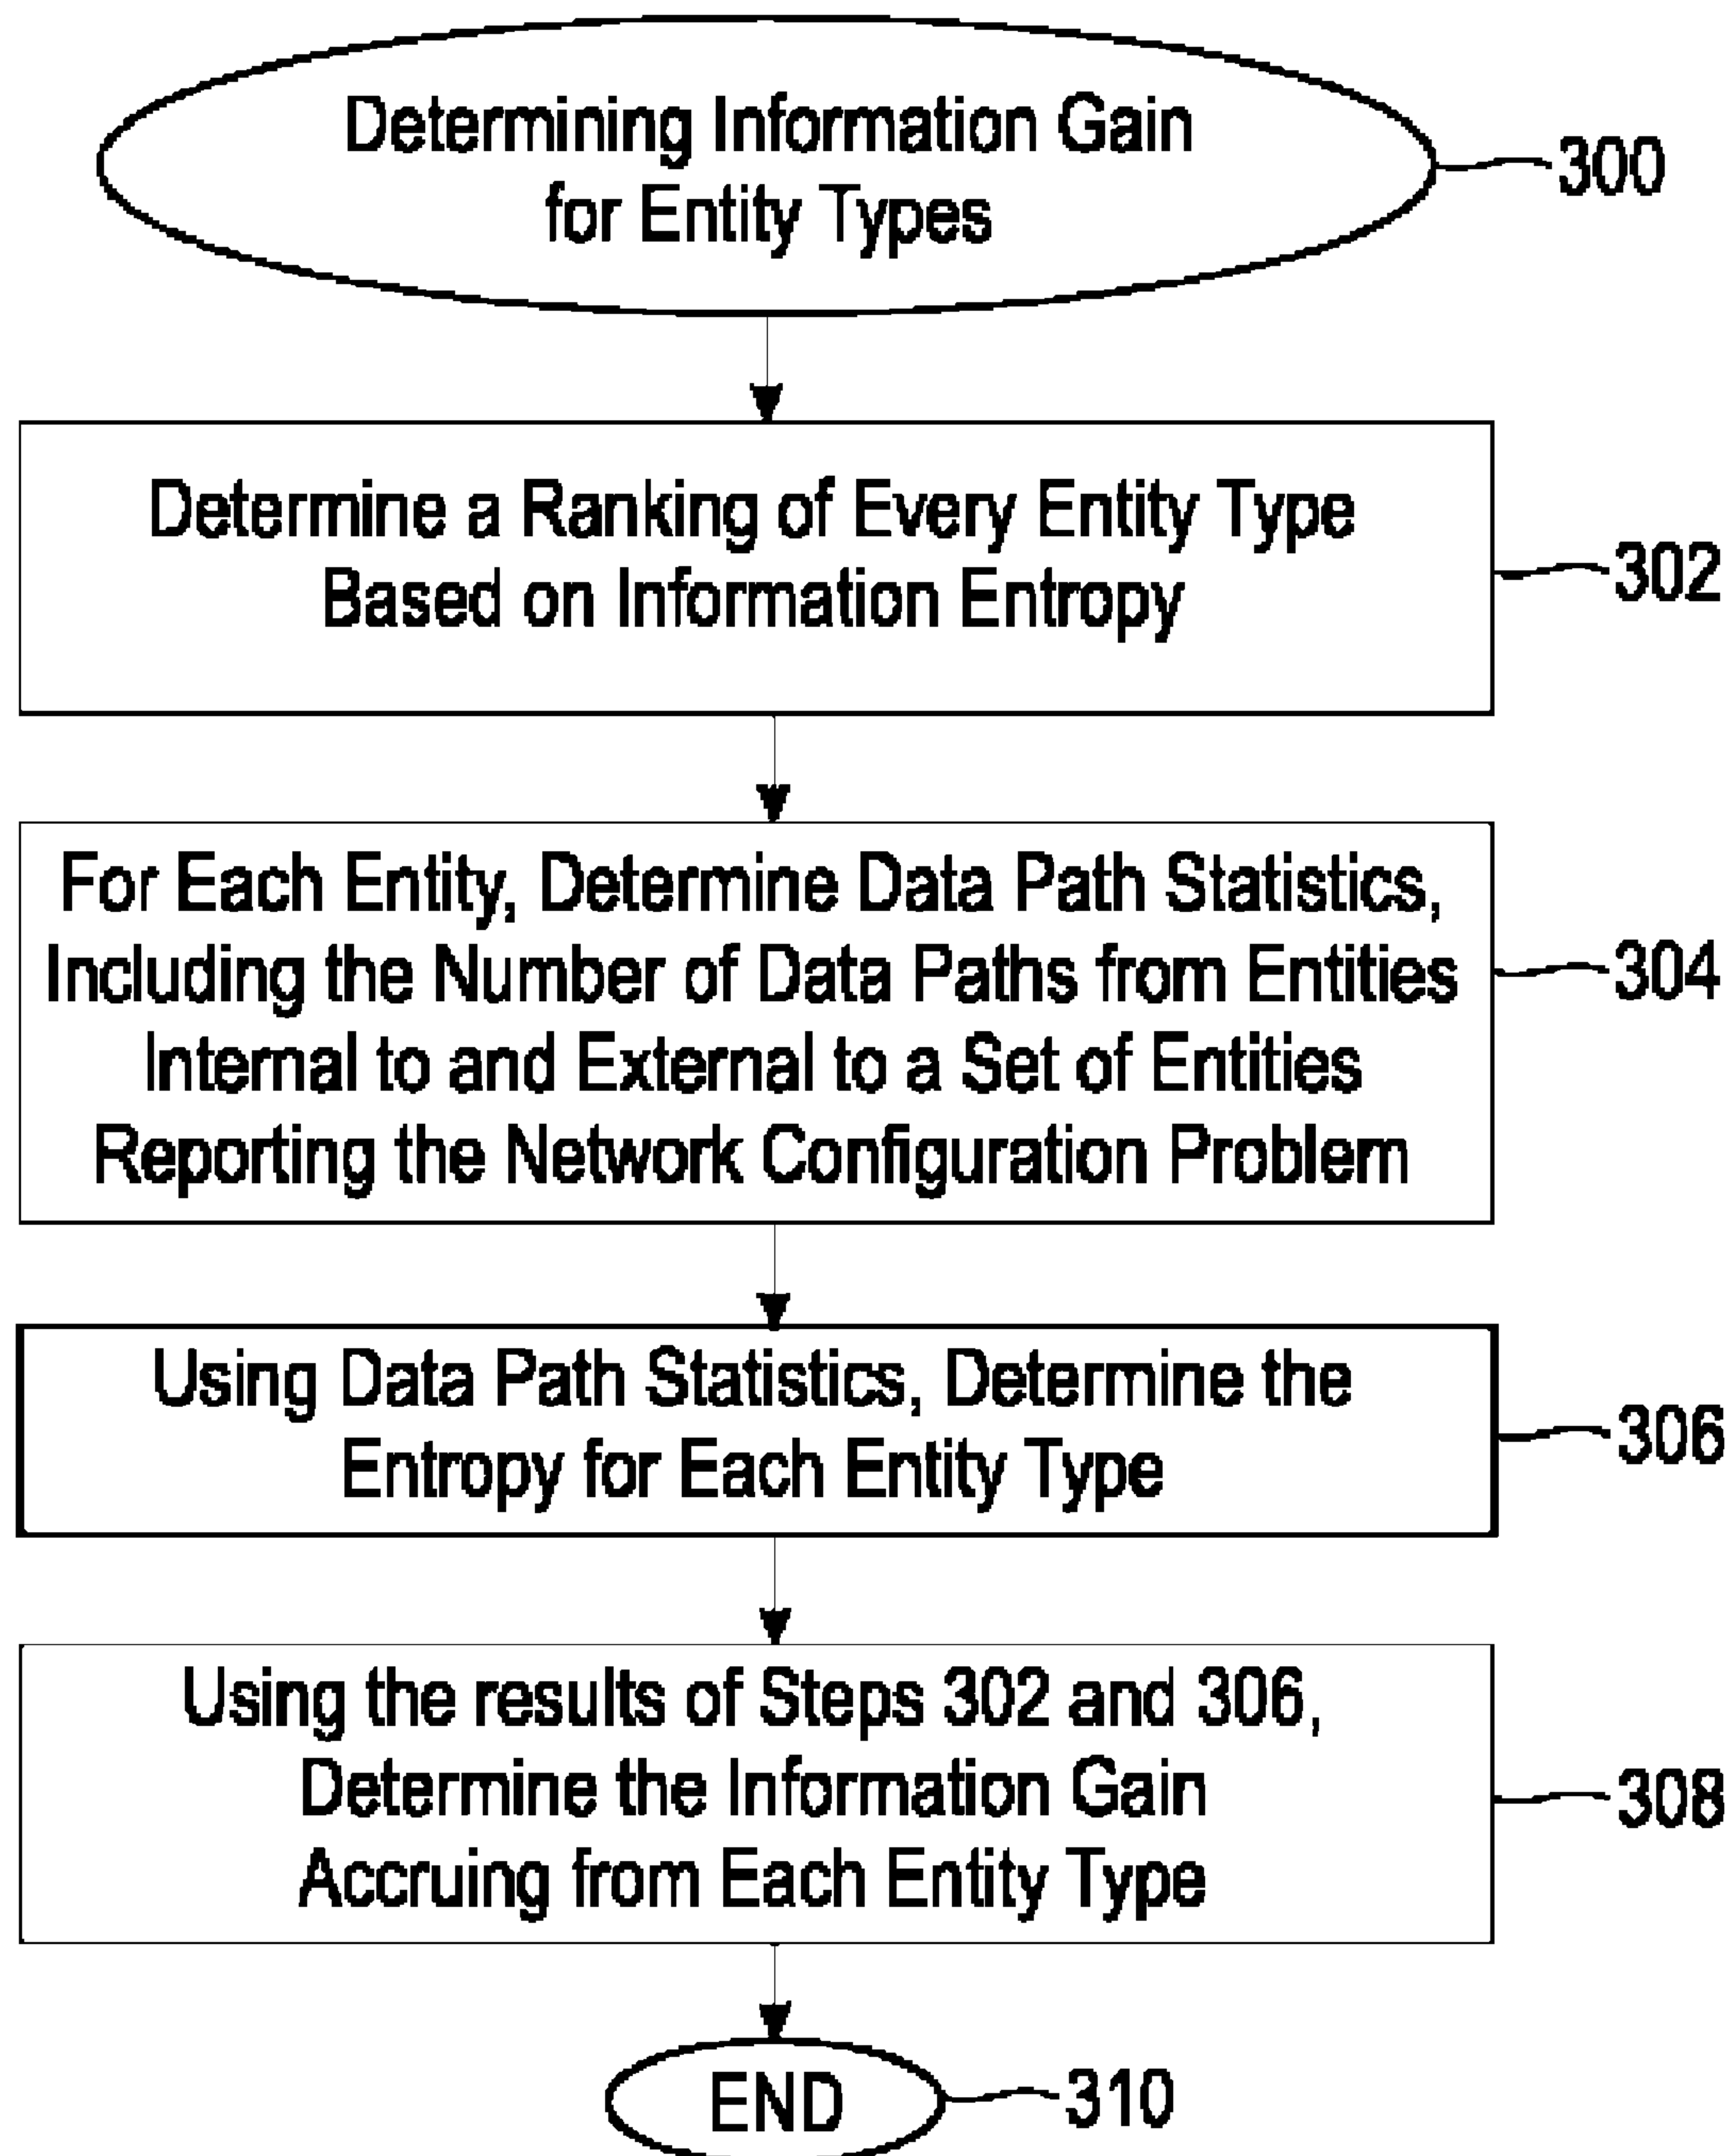 Determining Information Gain
for Entity Types
300
Determine a Ranking of Every Entity Type
Based on Information Entropy
302
For Each Entity, Determine Data Path Statistics,
Including the Number of Data Paths from Entities
Internal to and External to a Set of Entities
Reporting the Network Configuration Problem
304
Using Data Path Statistics, Determine the
Entropy for Each Entity Type
306
Using the results of Steps 302 and 306,
Determine the Information Gain
Accruing from Each Entity Type
308
END
310